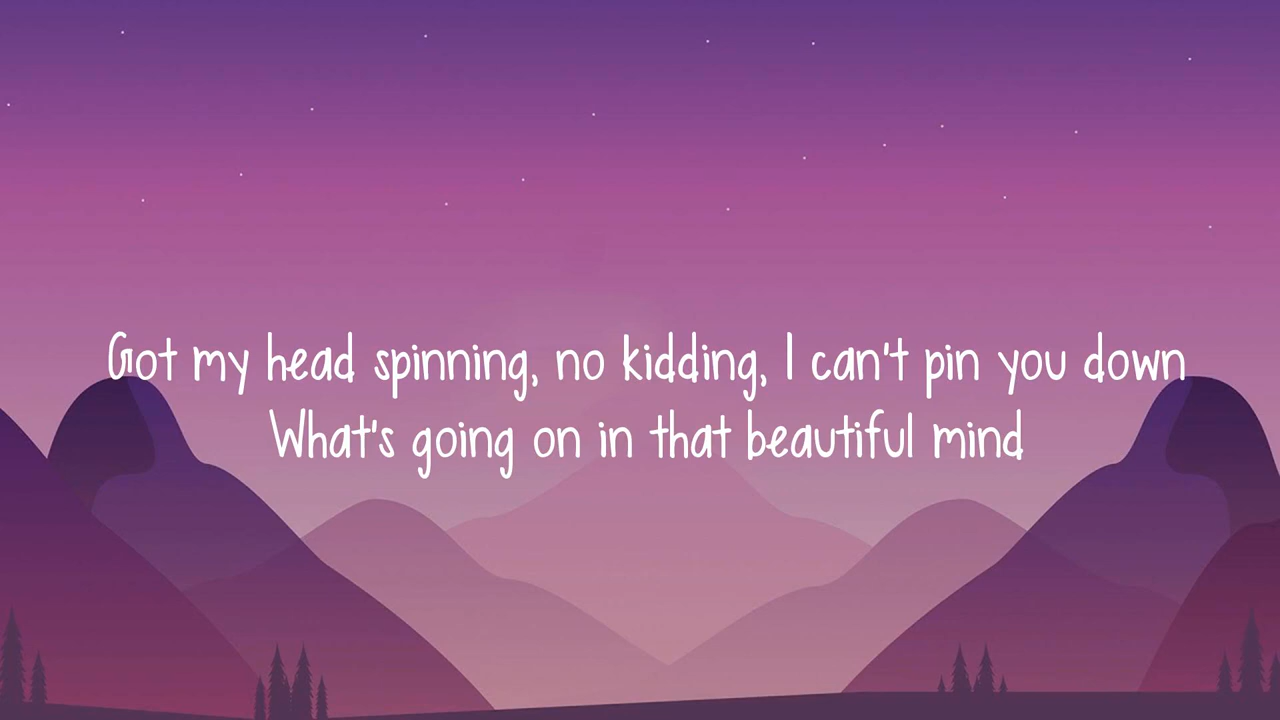 Got my head spinning, no kidding, I can't pin you down
What's going on in that beautiful mind